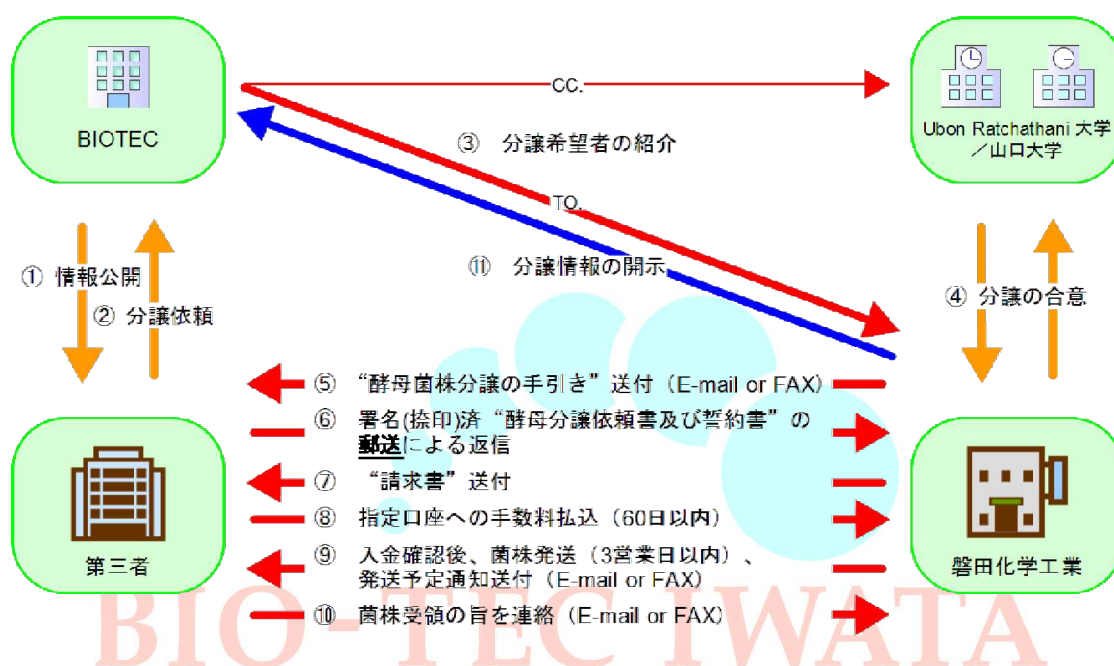 BIOTEC
CC.
Ubon Ratchathani 大学
／山口大学
③ 分譲希望者の紹介
TO.
⑪ 分譲情報の開示
① 情報公開
② 分譲依頼
④ 分譲の合意
⑤ “酵母菌株分譲の手引き”送付（E-mail or FAX）
⑥ 署名(捺印)済“酵母分譲依頼書及び誓約書”の
郵送による返信
⑦ “請求書”送付
⑧ 指定口座への手数料払込（60日以内）
⑨ 入金確認後、菌株発送（3営業日以内）、
発送予定通知送付（E-mail or FAX）
⑩ 菌株受領の旨を連絡（E-mail or FAX）
第三者
磐田化学工業
BIO-TEC IWATA